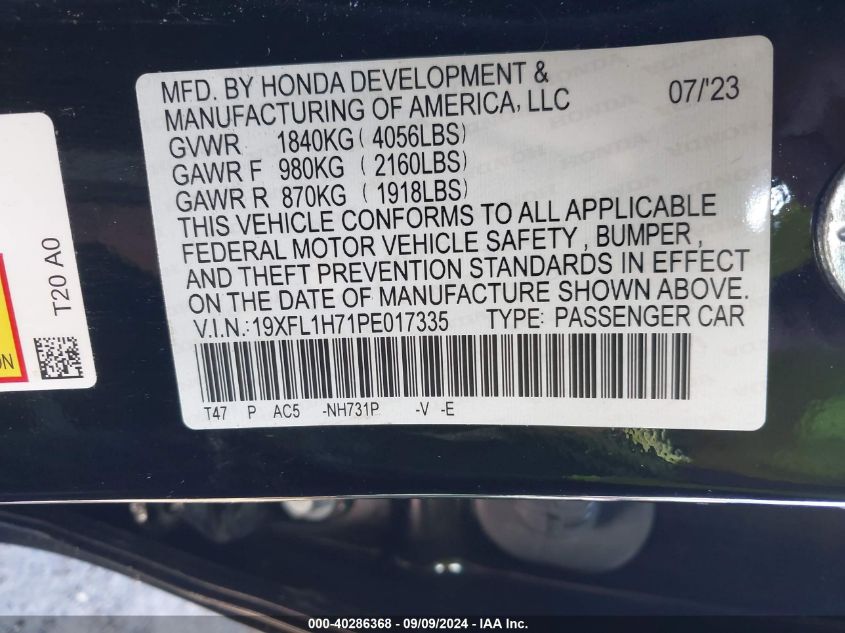 MFD. BY HONDA DEVELOPMENT &
MANUFACTURING OF AMERICA, LLC 07/'23
GVWR 1840KG ( 4056LBS)
GAWR F 980KG ( 2160LBS)
GAWR R 870KG ( 1918LBS)
THIS VEHICLE CONFORMS TO ALL APPLICABLE
FEDERAL MOTOR VEHICLE SAFETY , BUMPER ,
AND THEFT PREVENTION STANDARDS IN EFFECT
ON THE DATE OF MANUFACTURE SHOWN ABOVE.
V.I.N.:19XFL1H71PE017335 TYPE: PASSENGER CAR
T47 P AC5 -NH731P -V -E
T20 A0
000-40286368 - 09/09/2024 - IAA Inc.